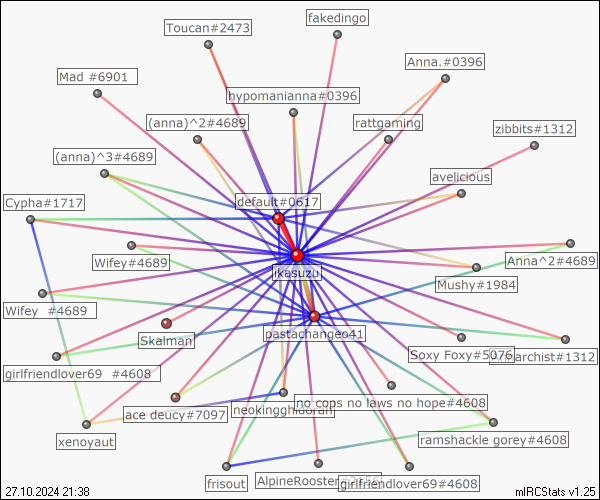 fakedingo
Toucan#2473
Anna.#0396
Mad #6901
hypomanianna#0396
(anna)^2#4689
rattgaming
zibbits#1312
(anna)^3#4689
avelicious
default#0617
Cypha#1717
Wifey#4689
Anna^2#4689
ikasuzu
Mushy#1984
Wifey #4689
pastachangeo41
Skalman
Soxy Foxy#5076
archist#1312
girlfriendlover69 #4608
no cops no laws no hope#4608
ace deucy#7097
neokingghidorah
xenoyaut
ramshackle gorey#4608
frisout
AlpineRooster
girlfriendlover69#4608
27.10.2024 21:38
mIRCStats v1.25